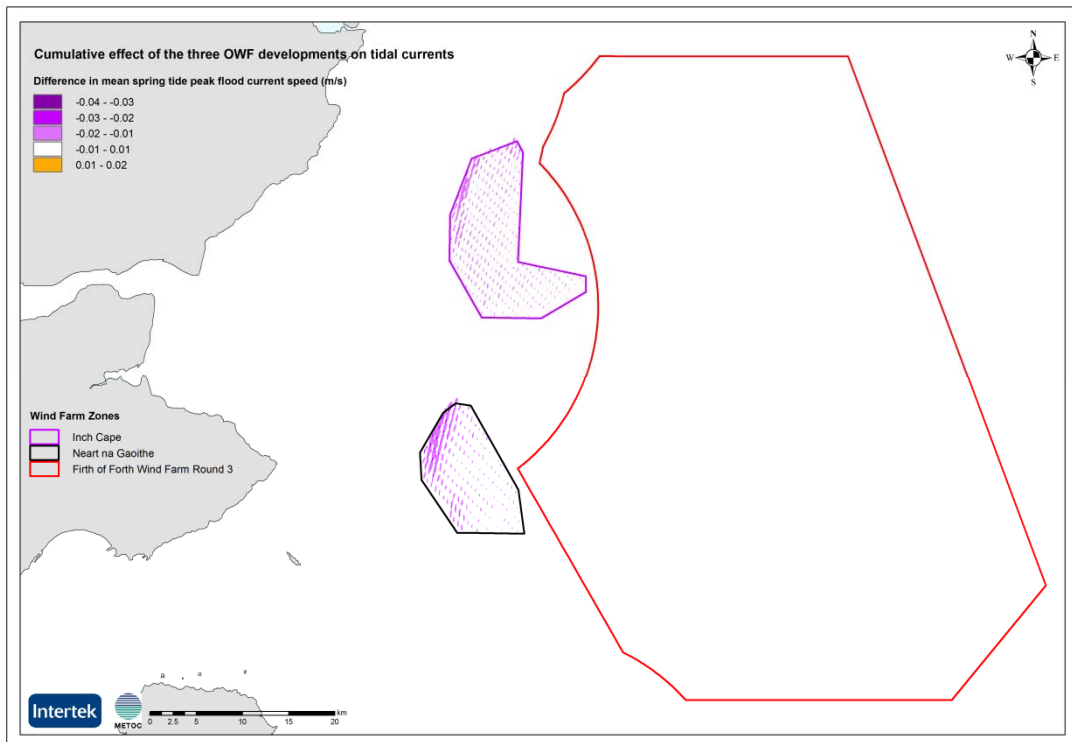 Cumulative effect of the three OWF developments on tidal currents
Difference in mean spring tide peak flood current speed (m/s)
-0.04 - -0.03
-0.03 - -0.02
-0.02 - -0.01
-0.01 - 0.01
0.01 - 0.02
N
W E
S
Wind Farm Zones
Inch Cape
Neart na Gaoithe
Firth of Forth Wind Farm Round 3
Intertek
METOC
km
0 2.5 5 10 15 20